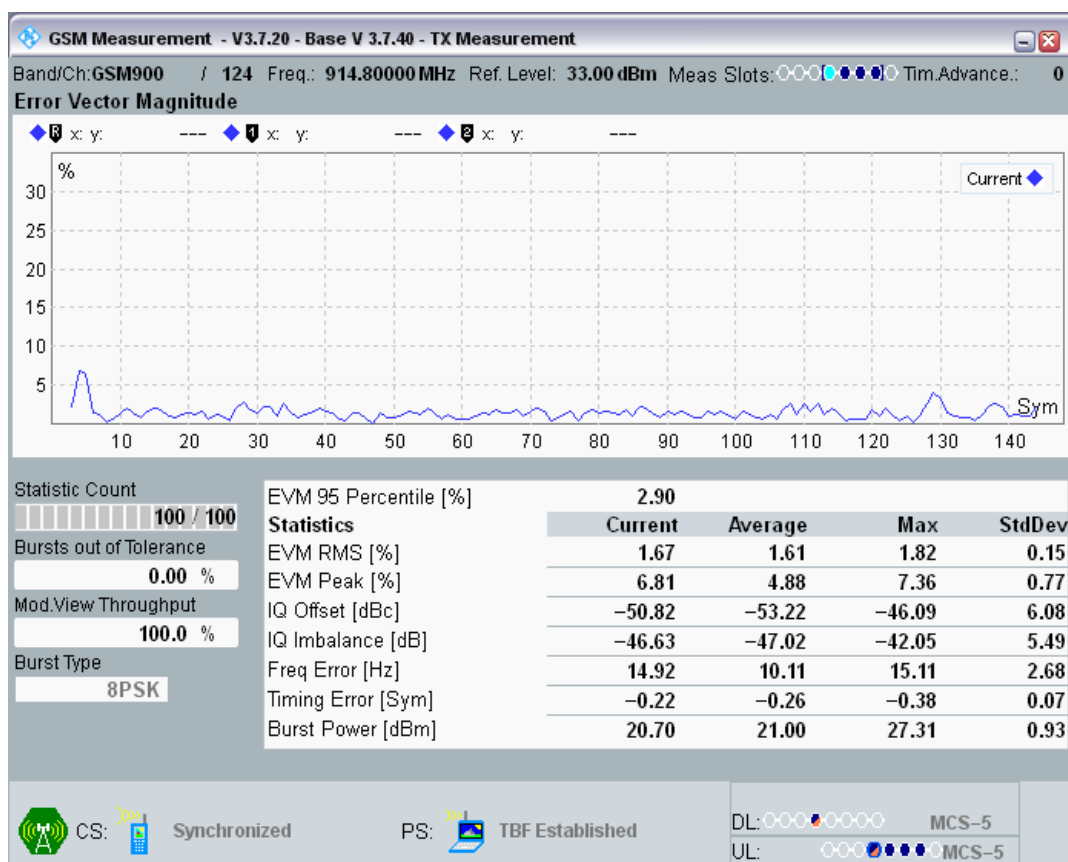 GSM Measurement - V3.7.20 - Base V 3.7.40 - TX Measurement
Band/Ch:GSM900 / 124 Freq.: 914.80000 MHz Ref. Level: 33.00 dBm Meas Slots: Tim.Advance.: 0
Error Vector Magnitude
R x: y: --- 1 x: y: --- 2 x: y: ---
%
Current
30
25
20
15
10
5
Sym
10 20 30 40 50 60 70 80 90 100 110 120 130 140
Statistic Count
100 / 100
Bursts out of Tolerance
0.00 %
Mod.View Throughput
100.0 %
Burst Type
8PSK
EVM 95 Percentile [%] 2.90
Statistics Current Average Max StdDev
EVM RMS [%] 1.67 1.61 1.82 0.15
EVM Peak [%] 6.81 4.88 7.36 0.77
IQ Offset [dBc] −50.82 −53.22 −46.09 6.08
IQ Imbalance [dB] −46.63 −47.02 −42.05 5.49
Freq Error [Hz] 14.92 10.11 15.11 2.68
Timing Error [Sym] −0.22 −0.26 −0.38 0.07
Burst Power [dBm] 20.70 21.00 27.31 0.93
CS: Synchronized PS: TBF Established
DL: MCS−5
UL: MCS−5